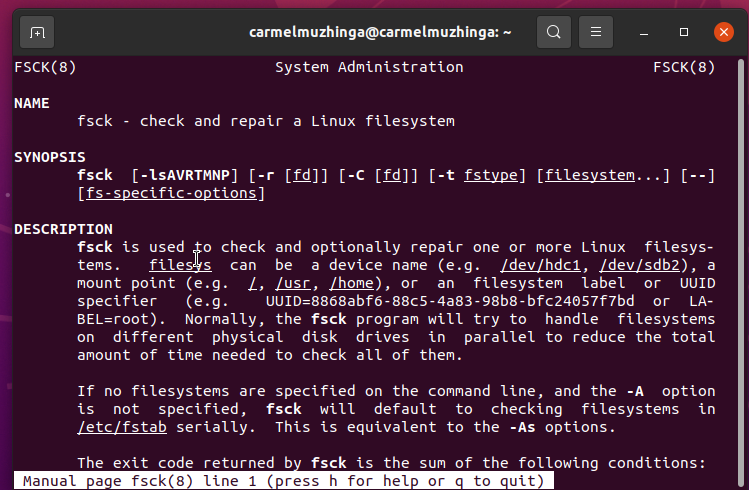 carmelmuzhinga@carmelmuzhinga: ~
FSCK(8) System Administration FSCK(8)
NAME
fsck - check and repair a Linux filesystem
SYNOPSIS
fsck [-lsAVRTMNP] [-r [fd]] [-C [fd]] [-t fstype] [filesystem...] [--]
[fs-specific-options]
DESCRIPTION
fsck is used to check and optionally repair one or more Linux filesys-
tems. filesys can be a device name (e.g. /dev/hdc1, /dev/sdb2), a
mount point (e.g. /, /usr, /home), or an filesystem label or UUID
specifier (e.g. UUID=8868abf6-88c5-4a83-98b8-bfc24057f7bd or LA-
BEL=root). Normally, the fsck program will try to handle filesystems
on different physical disk drives in parallel to reduce the total
amount of time needed to check all of them.
If no filesystems are specified on the command line, and the -A option
is not specified, fsck will default to checking filesystems in
/etc/fstab serially. This is equivalent to the -As options.
The exit code returned by fsck is the sum of the following conditions:
Manual page fsck(8) line 1 (press h for help or q to quit)